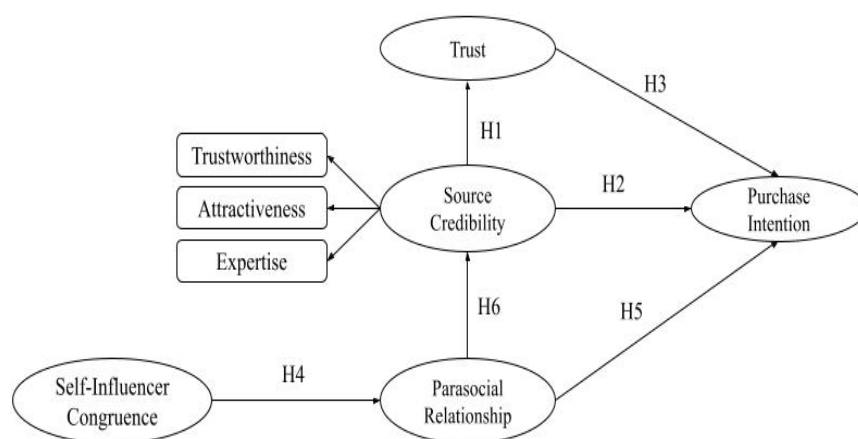 Trust
H3
H1
Trustworthiness
Attractiveness
Expertise
Source
Credibility
H2
Purchase
Intention
H6
H5
Self-Influencer
Congruence
H4
Parasocial
Relationship